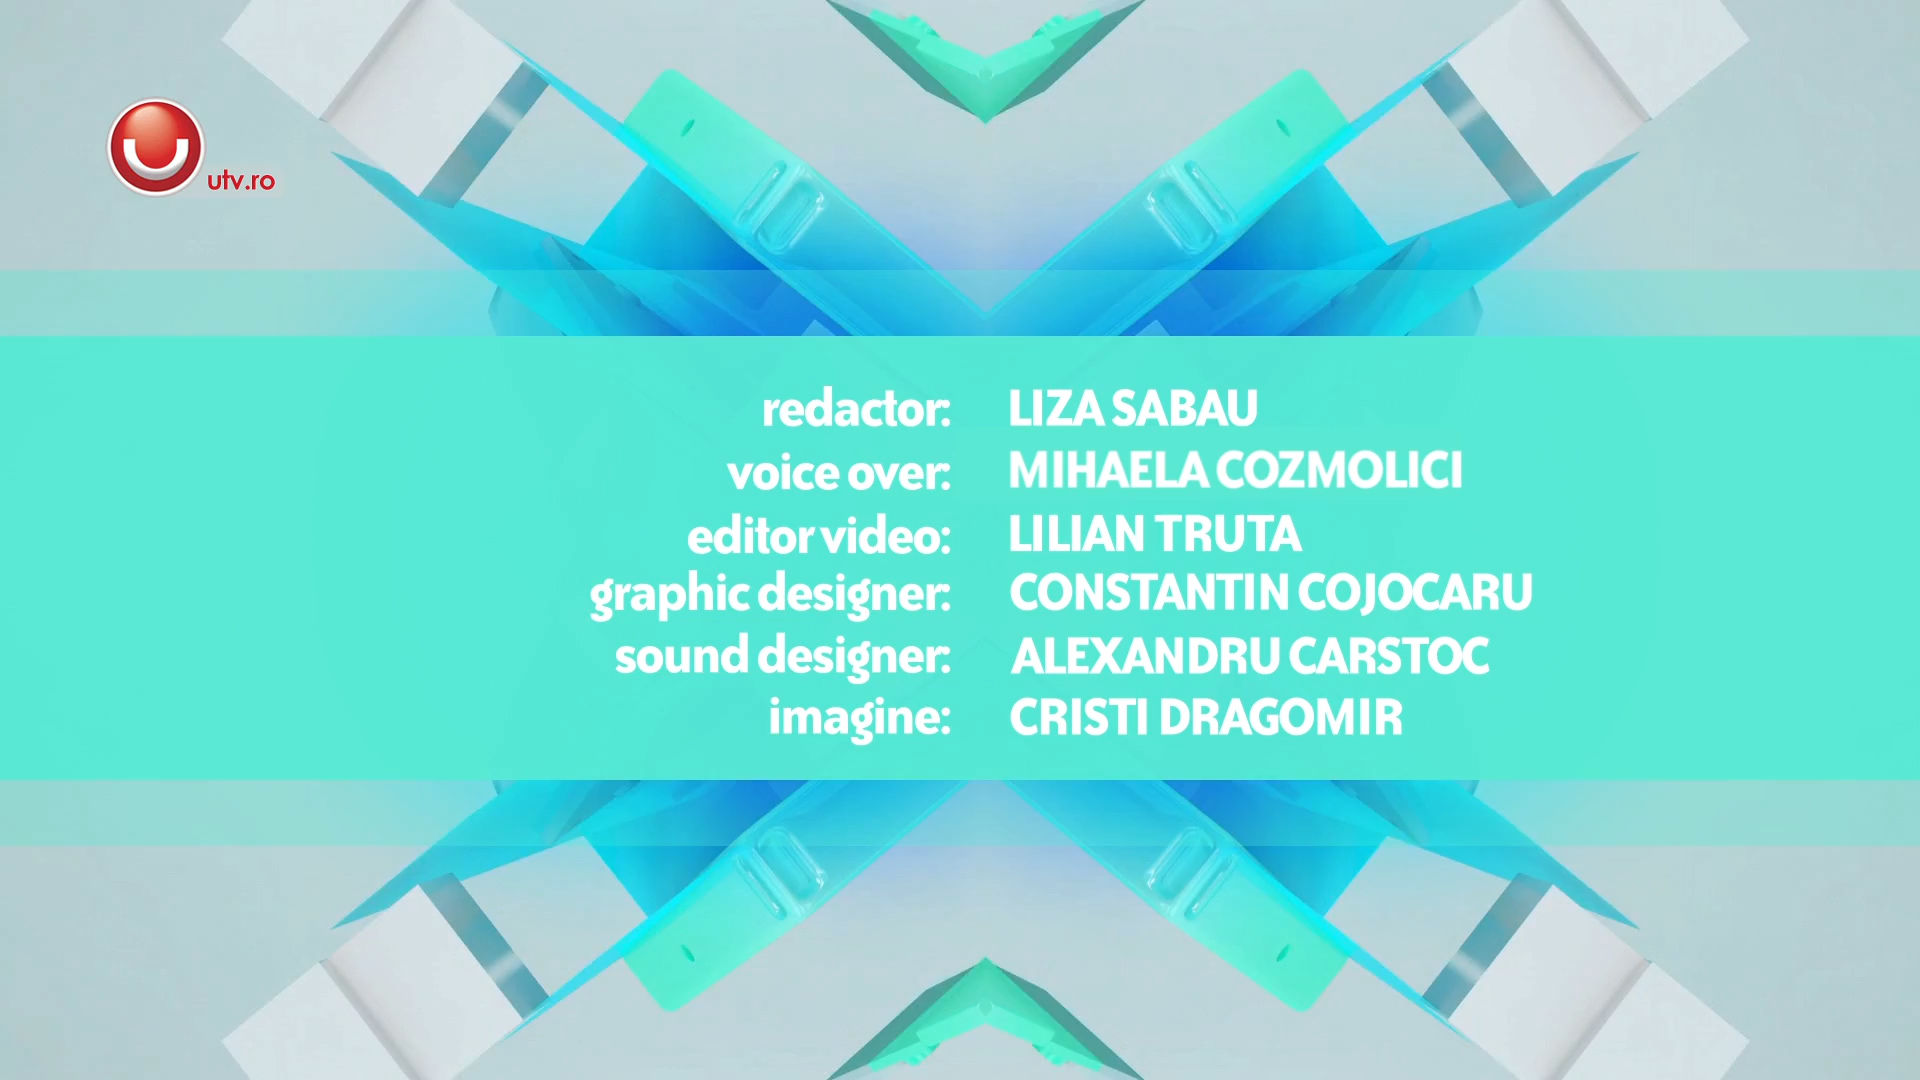 utv.ro
redactor: LIZA SABAU
voice over: MIHAELA COZMOLICI
editor video: LILIAN TRUTA
graphic designer: CONSTANTIN COJOCARU
sound designer: ALEXANDRU CARSTOC
imagine: CRISTI DRAGOMIR